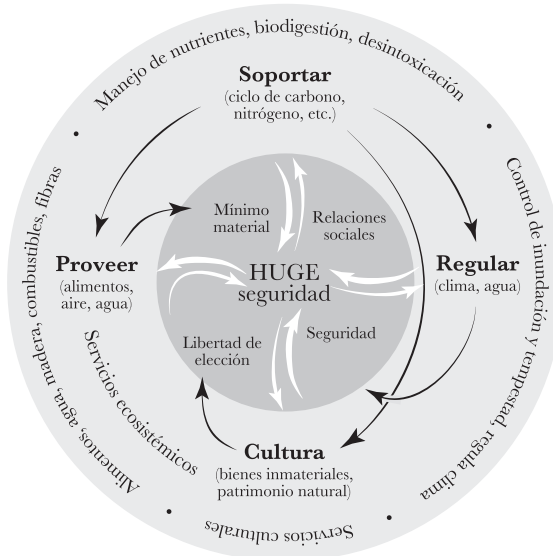 Manejo de nutrientes, biodigestión, desintoxicación
Soportar
(ciclo de carbono,
nitrógeno, etc.)
Mínimo
material
Relaciones
sociales
Proveer
(alimentos,
aire, agua)
HUGE
seguridad
Regular
(clima, agua)
Libertad de
elección
Seguridad
Cultura
(bienes inmateriales,
patrimonio natural)
Servicios ecosistémicos
Alimentos, agua, madera, combustibles, fibras
Control de inundación y tempestad, regula clima
Servicios culturales